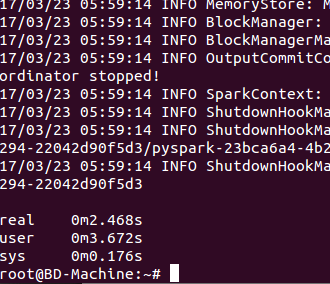 17/03/23 05:59:14 INFO MemoryStore: M
17/03/23 05:59:14 INFO BlockManager:
17/03/23 05:59:14 INFO BlockManagerMa
17/03/23 05:59:14 INFO OutputCommitCo
ordinator stopped!
17/03/23 05:59:14 INFO SparkContext:
17/03/23 05:59:14 INFO ShutdownHookMa
17/03/23 05:59:14 INFO ShutdownHookMa
294-22042d90f5d3/pyspark-23bca6a4-4b2
17/03/23 05:59:14 INFO ShutdownHookMa
294-22042d90f5d3
real 0m2.468s
user 0m3.672s
sys 0m0.176s
root@BD-Machine:~#